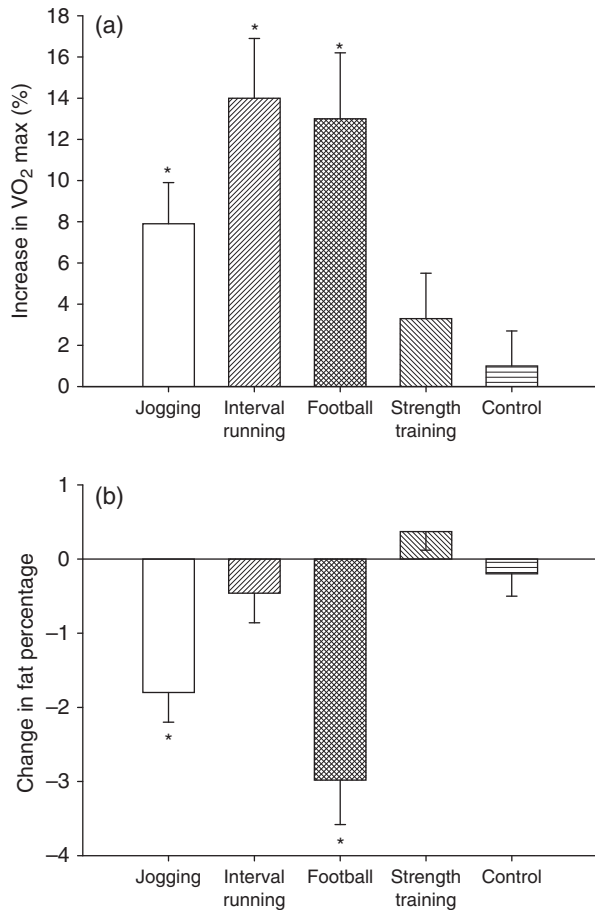 (a)
Increase in VO₂ max (%)
18
16
14
12
10
8
6
4
2
0
*
*
*
Jogging
Interval
running
Football
Strength
training
Control
(b)
Change in fat percentage
1
0
–1
–2
–3
–4
*
*
Jogging
Interval
running
Football
Strength
training
Control